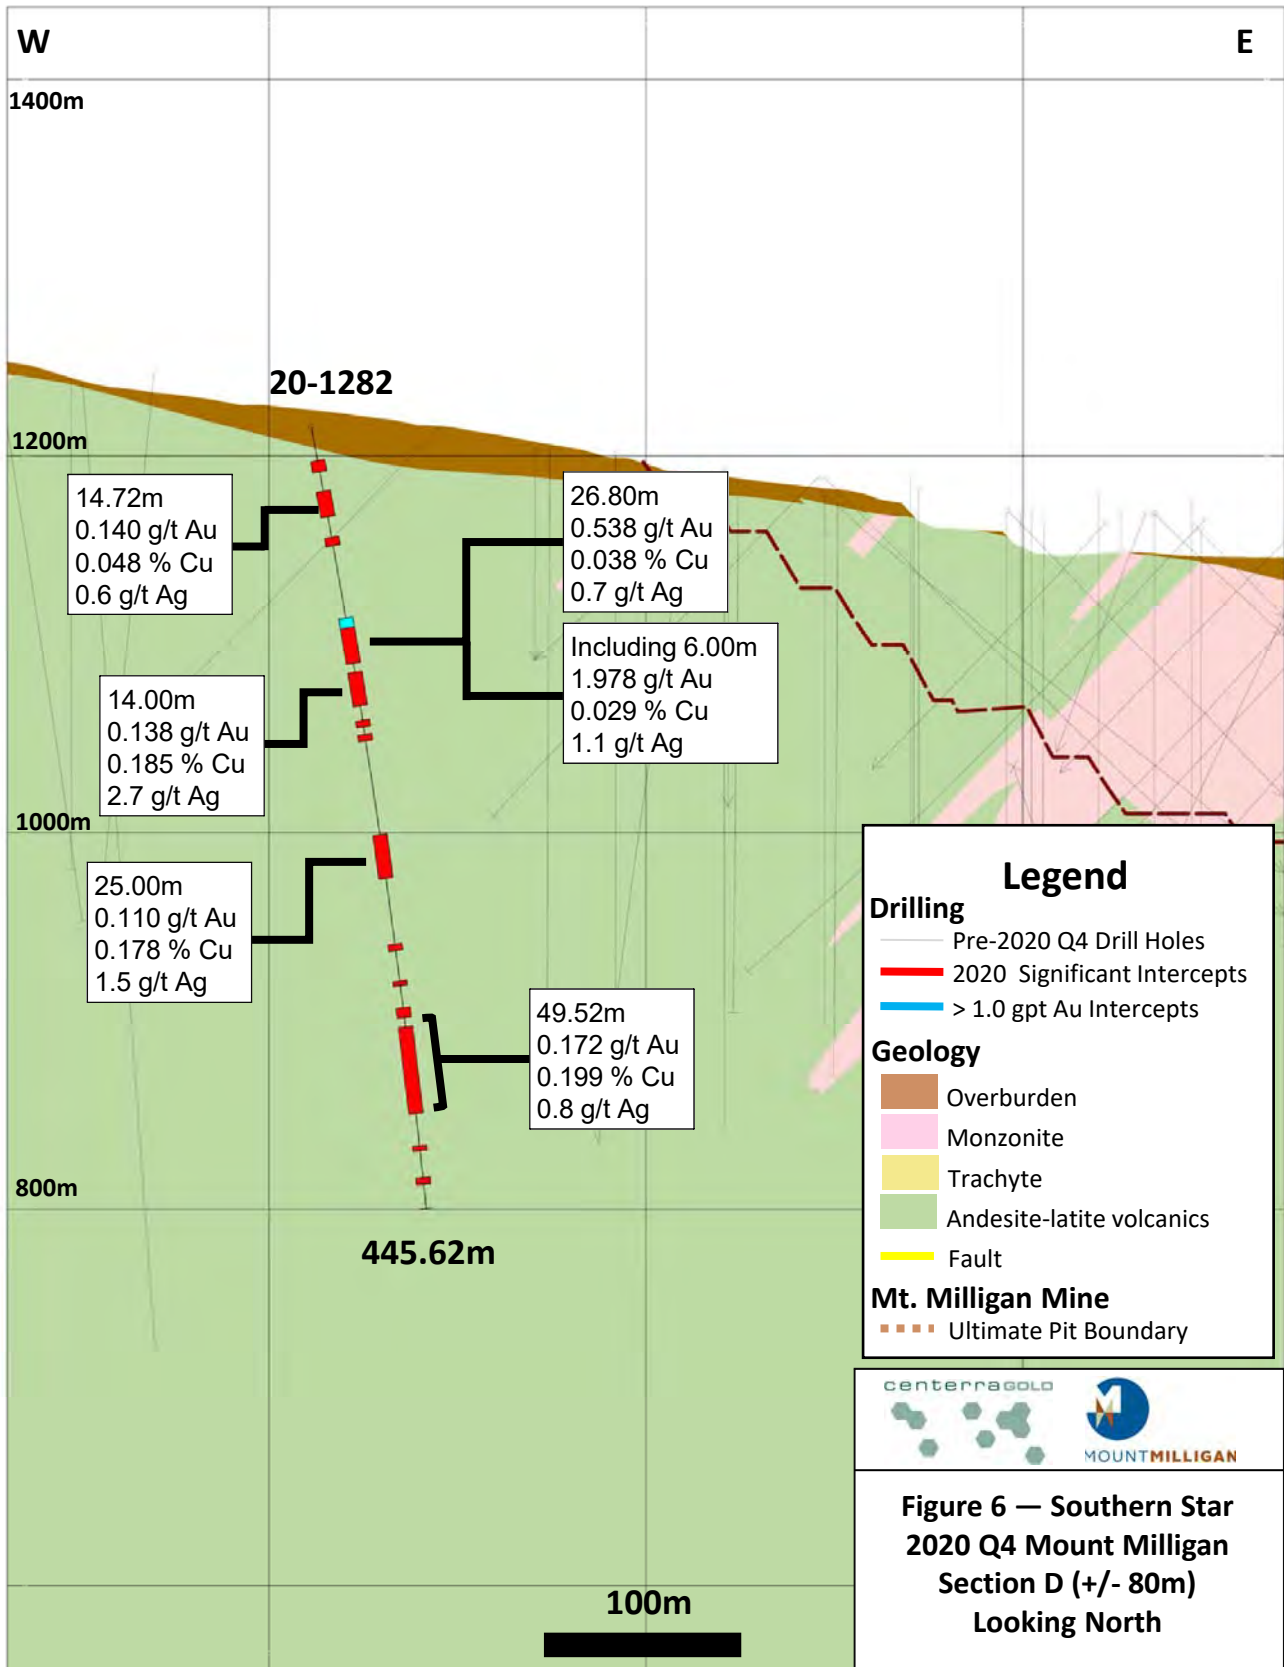 W
E
1400m
20-1282
1200m
14.72m
0.140 g/t Au
0.048 % Cu
0.6 g/t Ag
26.80m
0.538 g/t Au
0.038 % Cu
0.7 g/t Ag
Including 6.00m
1.978 g/t Au
0.029 % Cu
1.1 g/t Ag
14.00m
0.138 g/t Au
0.185 % Cu
2.7 g/t Ag
1000m
25.00m
0.110 g/t Au
0.178 % Cu
1.5 g/t Ag
49.52m
0.172 g/t Au
0.199 % Cu
0.8 g/t Ag
800m
445.62m
100m
Legend
Drilling
Pre-2020 Q4 Drill Holes
2020 Significant Intercepts
> 1.0 gpt Au Intercepts
Geology
Overburden
Monzonite
Trachyte
Andesite-latite volcanics
Fault
Mt. Milligan Mine
Ultimate Pit Boundary
centerraGOLD
MOUNTMILLIGAN
Figure 6 — Southern Star
2020 Q4 Mount Milligan
Section D (+/- 80m)
Looking North